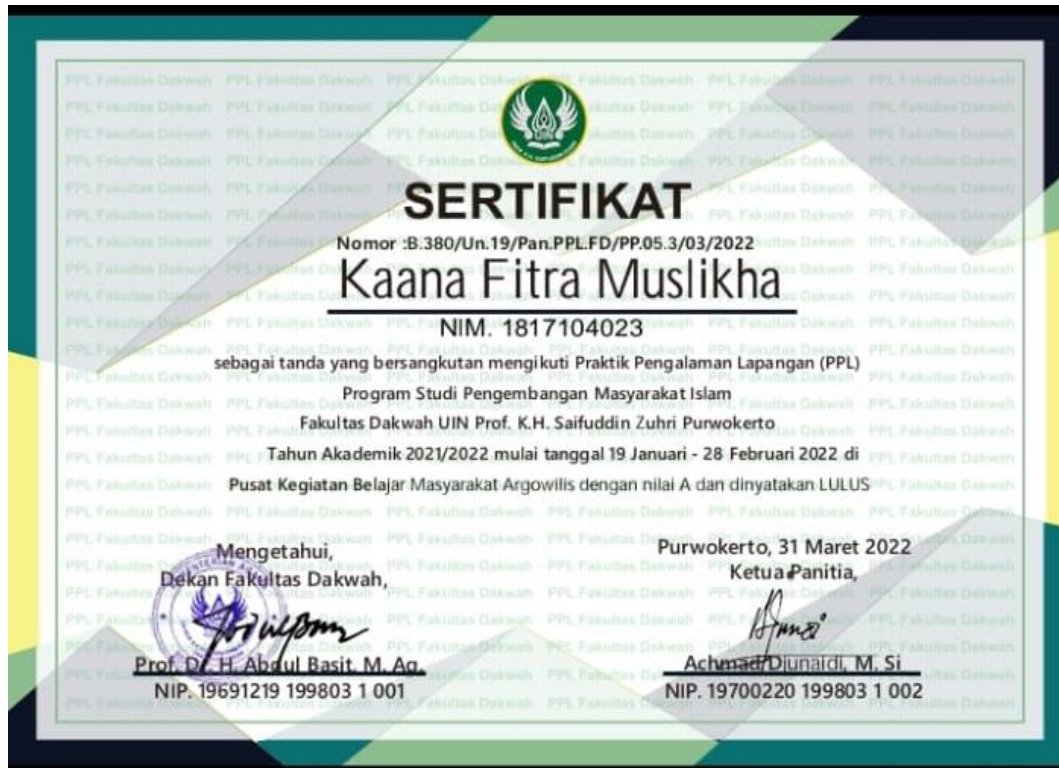 SERTIFIKAT
Nomor :B.380/Un.19/Pan.PPL.FD/PP.05.3/03/2022
Kaana Fitra Muslikha
NIM. 1817104023
sebagai tanda yang bersangkutan mengikuti Praktik Pengalaman Lapangan (PPL)
Program Studi Pengembangan Masyarakat Islam
Fakultas Dakwah UIN Prof. K.H. Saifuddin Zuhri Purwokerto
Tahun Akademik 2021/2022 mulai tanggal 19 Januari - 28 Februari 2022 di
Pusat Kegiatan Belajar Masyarakat Argowilis dengan nilai A dan dinyatakan LULUS
Mengetahui,
Dekan Fakultas Dakwah,
Prof. Dr. H. Abdul Basit, M. Ag.
NIP. 19691219 199803 1 001
Purwokerto, 31 Maret 2022
Ketua Panitia,
Achmad Djunaidi, M. Si
NIP. 19700220 199803 1 002
PPL Fakultas Dakwah